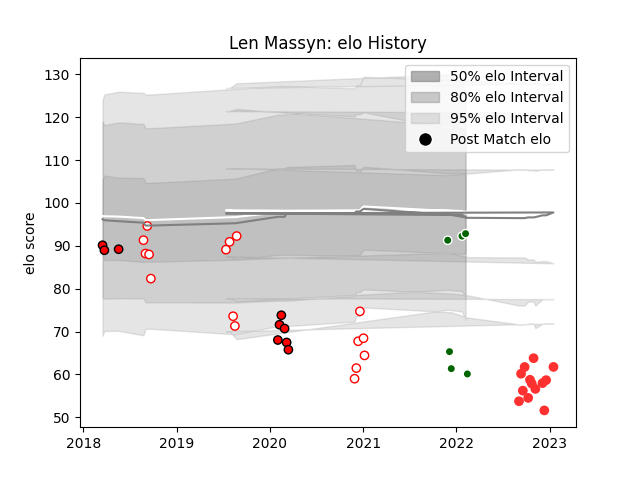 Len Massyn: elo History
130
120
110
100
90
80
70
60
50
elo score
50% elo Interval
80% elo Interval
95% elo Interval
Post Match elo
2018
2019
2020
2021
2022
2023